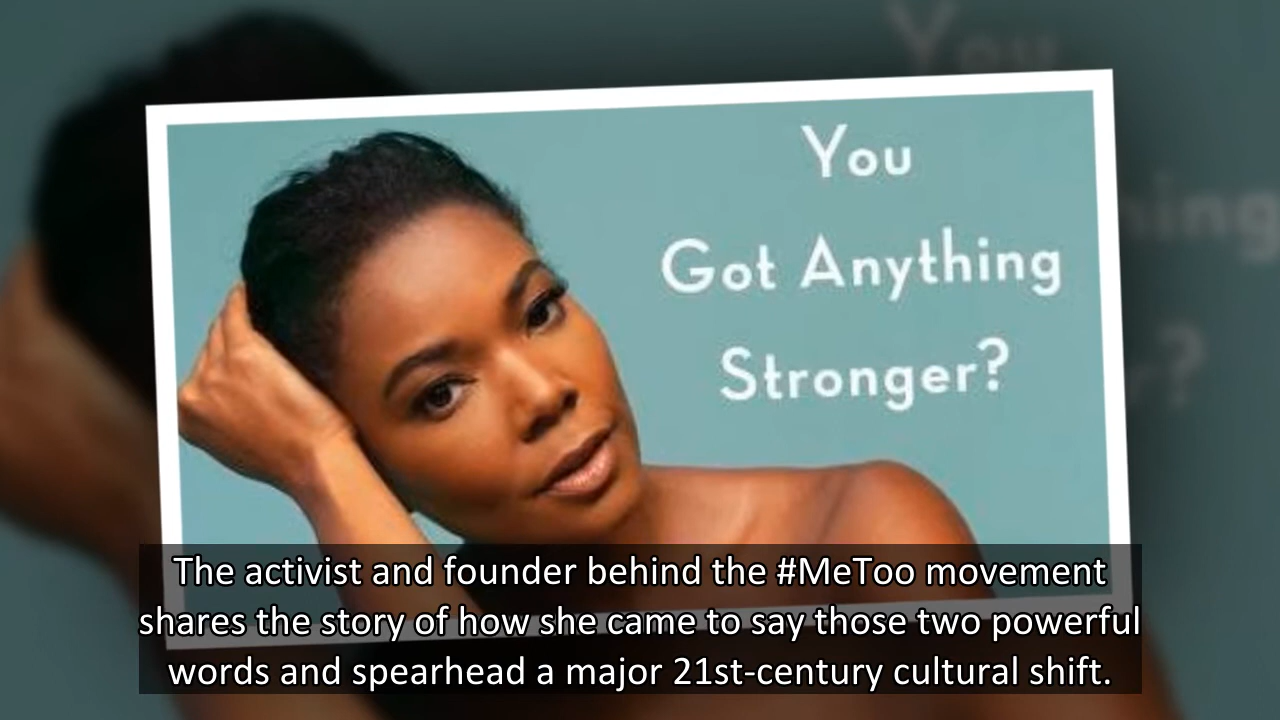 You
Got Anything
Stronger?
The activist and founder behind the #MeToo movement
shares the story of how she came to say those two powerful
words and spearhead a major 21st-century cultural shift.